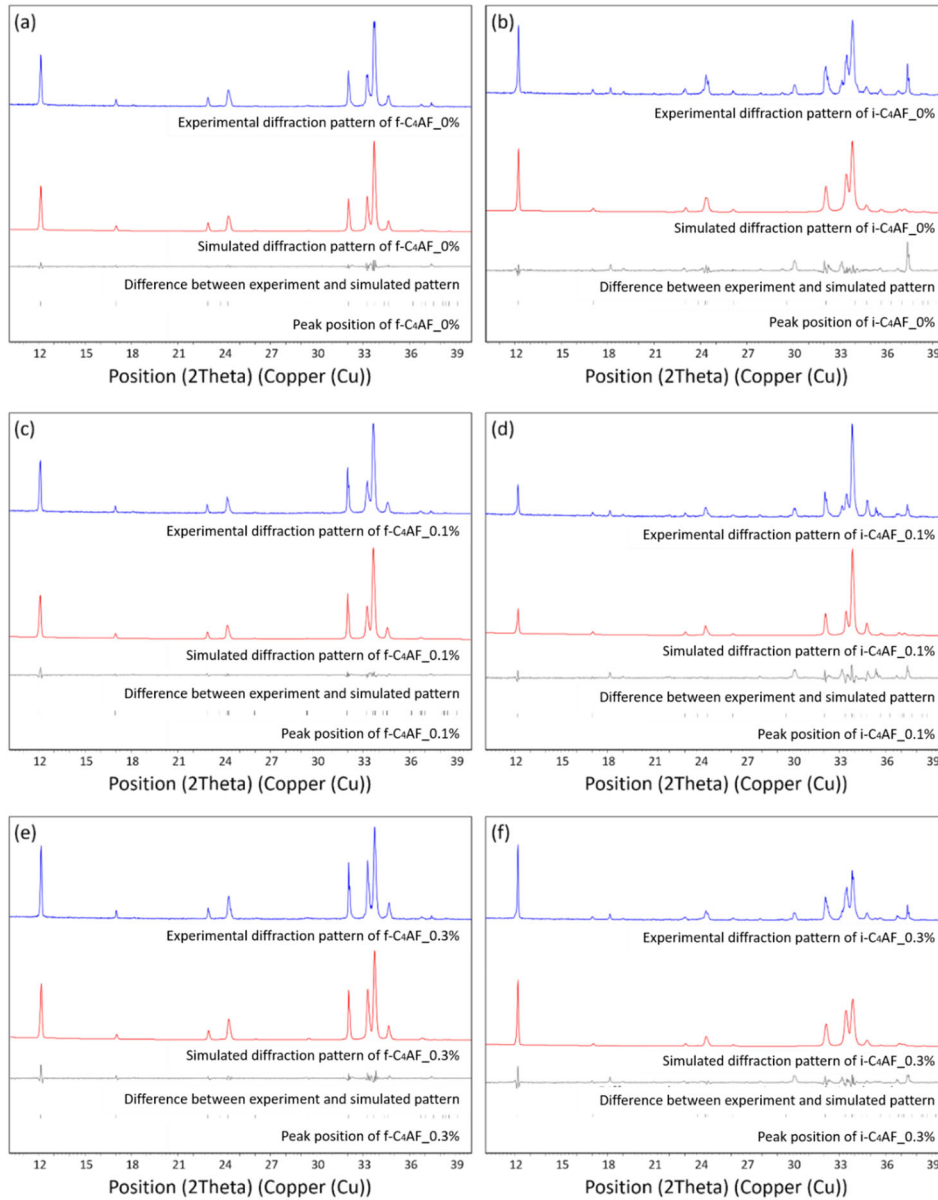 (a)
Experimental diffraction pattern of f-C₄AF_0%
Simulated diffraction pattern of f-C₄AF_0%
Difference between experiment and simulated pattern
Peak position of f-C₄AF_0%
12 15 18 21 24 27 30 33 36 39
Position (2Theta) (Copper (Cu))
(b)
Experimental diffraction pattern of i-C₄AF_0%
Simulated diffraction pattern of i-C₄AF_0%
Difference between experiment and simulated pattern
Peak position of i-C₄AF_0%
12 15 18 21 24 27 30 33 36 39
Position (2Theta) (Copper (Cu))
(c)
Experimental diffraction pattern of f-C₄AF_0.1%
Simulated diffraction pattern of f-C₄AF_0.1%
Difference between experiment and simulated pattern
Peak position of f-C₄AF_0.1%
12 15 18 21 24 27 30 33 36 39
Position (2Theta) (Copper (Cu))
(d)
Experimental diffraction pattern of i-C₄AF_0.1%
Simulated diffraction pattern of i-C₄AF_0.1%
Difference between experiment and simulated pattern
Peak position of i-C₄AF_0.1%
12 15 18 21 24 27 30 33 36 39
Position (2Theta) (Copper (Cu))
(e)
Experimental diffraction pattern of f-C₄AF_0.3%
Simulated diffraction pattern of f-C₄AF_0.3%
Difference between experiment and simulated pattern
Peak position of f-C₄AF_0.3%
12 15 18 21 24 27 30 33 36 39
Position (2Theta) (Copper (Cu))
(f)
Experimental diffraction pattern of i-C₄AF_0.3%
Simulated diffraction pattern of i-C₄AF_0.3%
Difference between experiment and simulated pattern
Peak position of i-C₄AF_0.3%
12 15 18 21 24 27 30 33 36 39
Position (2Theta) (Copper (Cu))